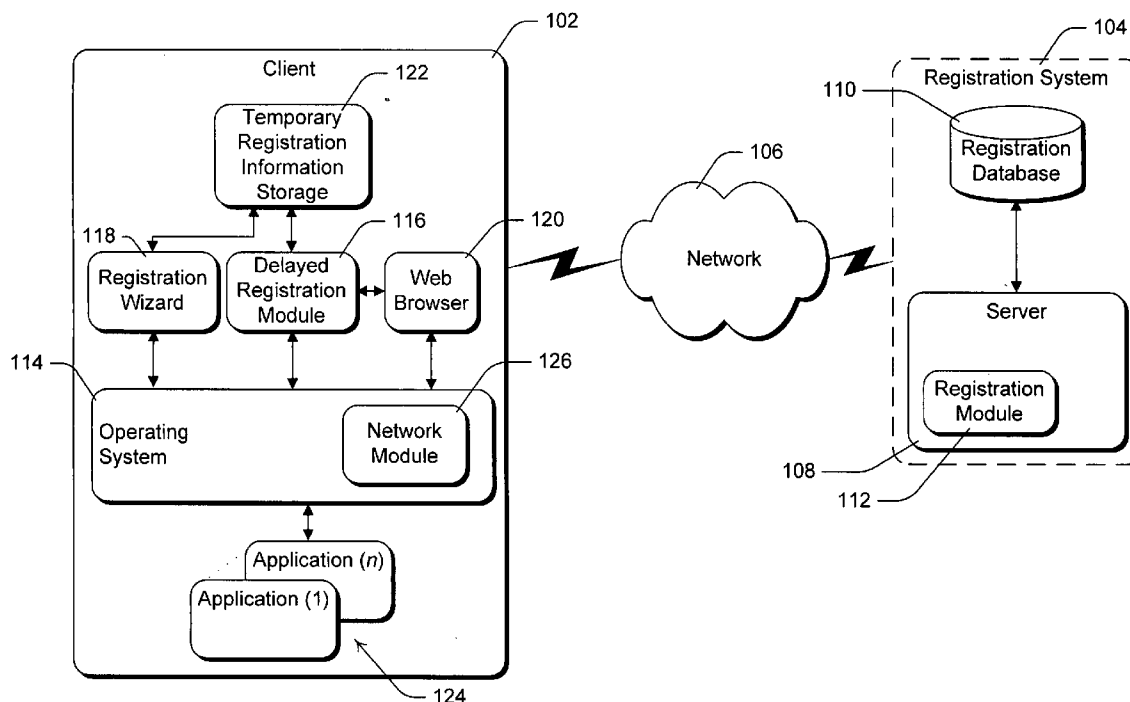 102
104
Client
122
Registration System
110
Temporary
Registration
Information
Storage
Registration
Database
106
118
116
120
Registration
Wizard
Delayed
Registration
Module
Web
Browser
Network
Server
114
126
Operating
System
Network
Module
Registration
Module
108
112
Application (n)
Application (1)
124